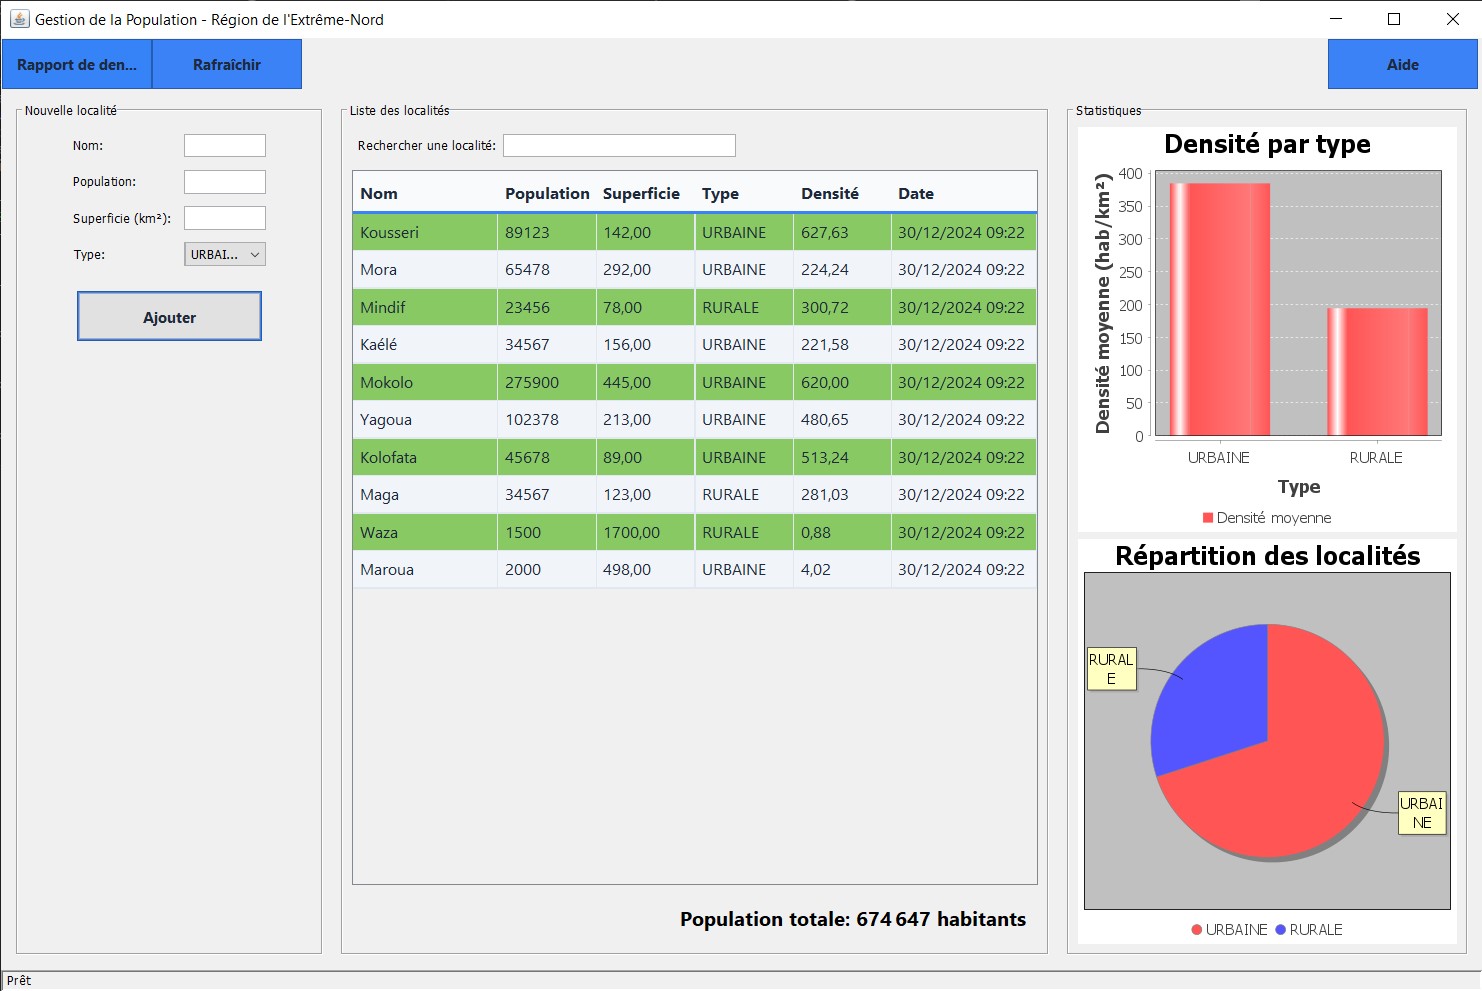 Gestion de la Population - Région de l'Extrême-Nord
Rapport de den... Rafraîchir Aide
Nouvelle localité
Nom:
Population:
Superficie (km²):
Type: URBAI...
Ajouter
Liste des localités
Rechercher une localité:
Nom Population Superficie Type Densité Date
Kousseri 89123 142,00 URBAINE 627,63 30/12/2024 09:22
Mora 65478 292,00 URBAINE 224,24 30/12/2024 09:22
Mindif 23456 78,00 RURALE 300,72 30/12/2024 09:22
Kaélé 34567 156,00 URBAINE 221,58 30/12/2024 09:22
Mokolo 275900 445,00 URBAINE 620,00 30/12/2024 09:22
Yagoua 102378 213,00 URBAINE 480,65 30/12/2024 09:22
Kolofata 45678 89,00 URBAINE 513,24 30/12/2024 09:22
Maga 34567 123,00 RURALE 281,03 30/12/2024 09:22
Waza 1500 1700,00 RURALE 0,88 30/12/2024 09:22
Maroua 2000 498,00 URBAINE 4,02 30/12/2024 09:22
Population totale: 674 647 habitants
Statistiques
Densité par type
Densité moyenne (hab/km²)
400
350
300
250
200
150
100
50
0
URBAINE RURALE
Type
Densité moyenne
Répartition des localités
RURAL
E
URBAI
NE
URBAINE RURALE
Prêt